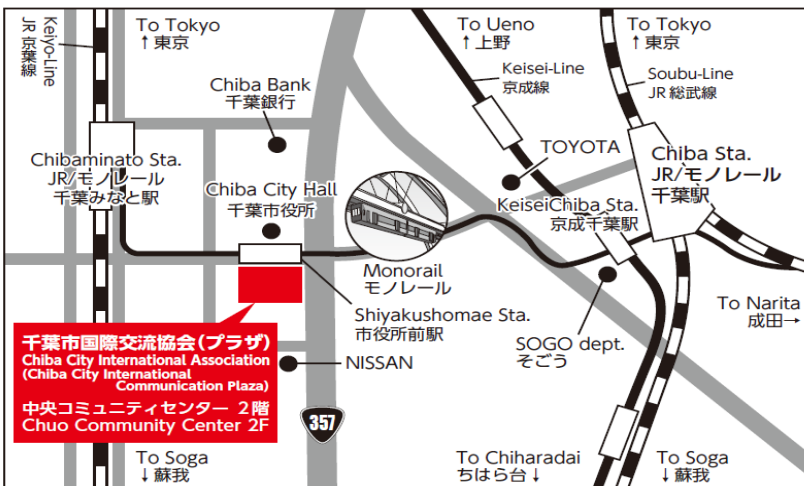 Keiyo-Line
JR 京葉線
To Tokyo
↑ 東京
To Ueno
↑ 上野
To Tokyo
↑ 東京
Keisei-Line
京成線
Soubu-Line
JR 総武線
Chiba Bank
千葉銀行
TOYOTA
Chibaminato Sta.
JR/モノレール
千葉みなと駅
Chiba City Hall
千葉市役所
Chiba Sta.
JR/モノレール
千葉駅
KeiseiChiba Sta.
京成千葉駅
Monorail
モノレール
Shiyakushomae Sta.
市役所前駅
To Narita
成田→
SOGO dept.
そごう
NISSAN
千葉市国際交流協会(プラザ)
Chiba City International Association
(Chiba City International
Communication Plaza)
中央コミュニティセンター 2階
Chuo Community Center 2F
357
To Soga
↓ 蘇我
To Chiharadai
ちはら台 ↓
To Soga
↓ 蘇我